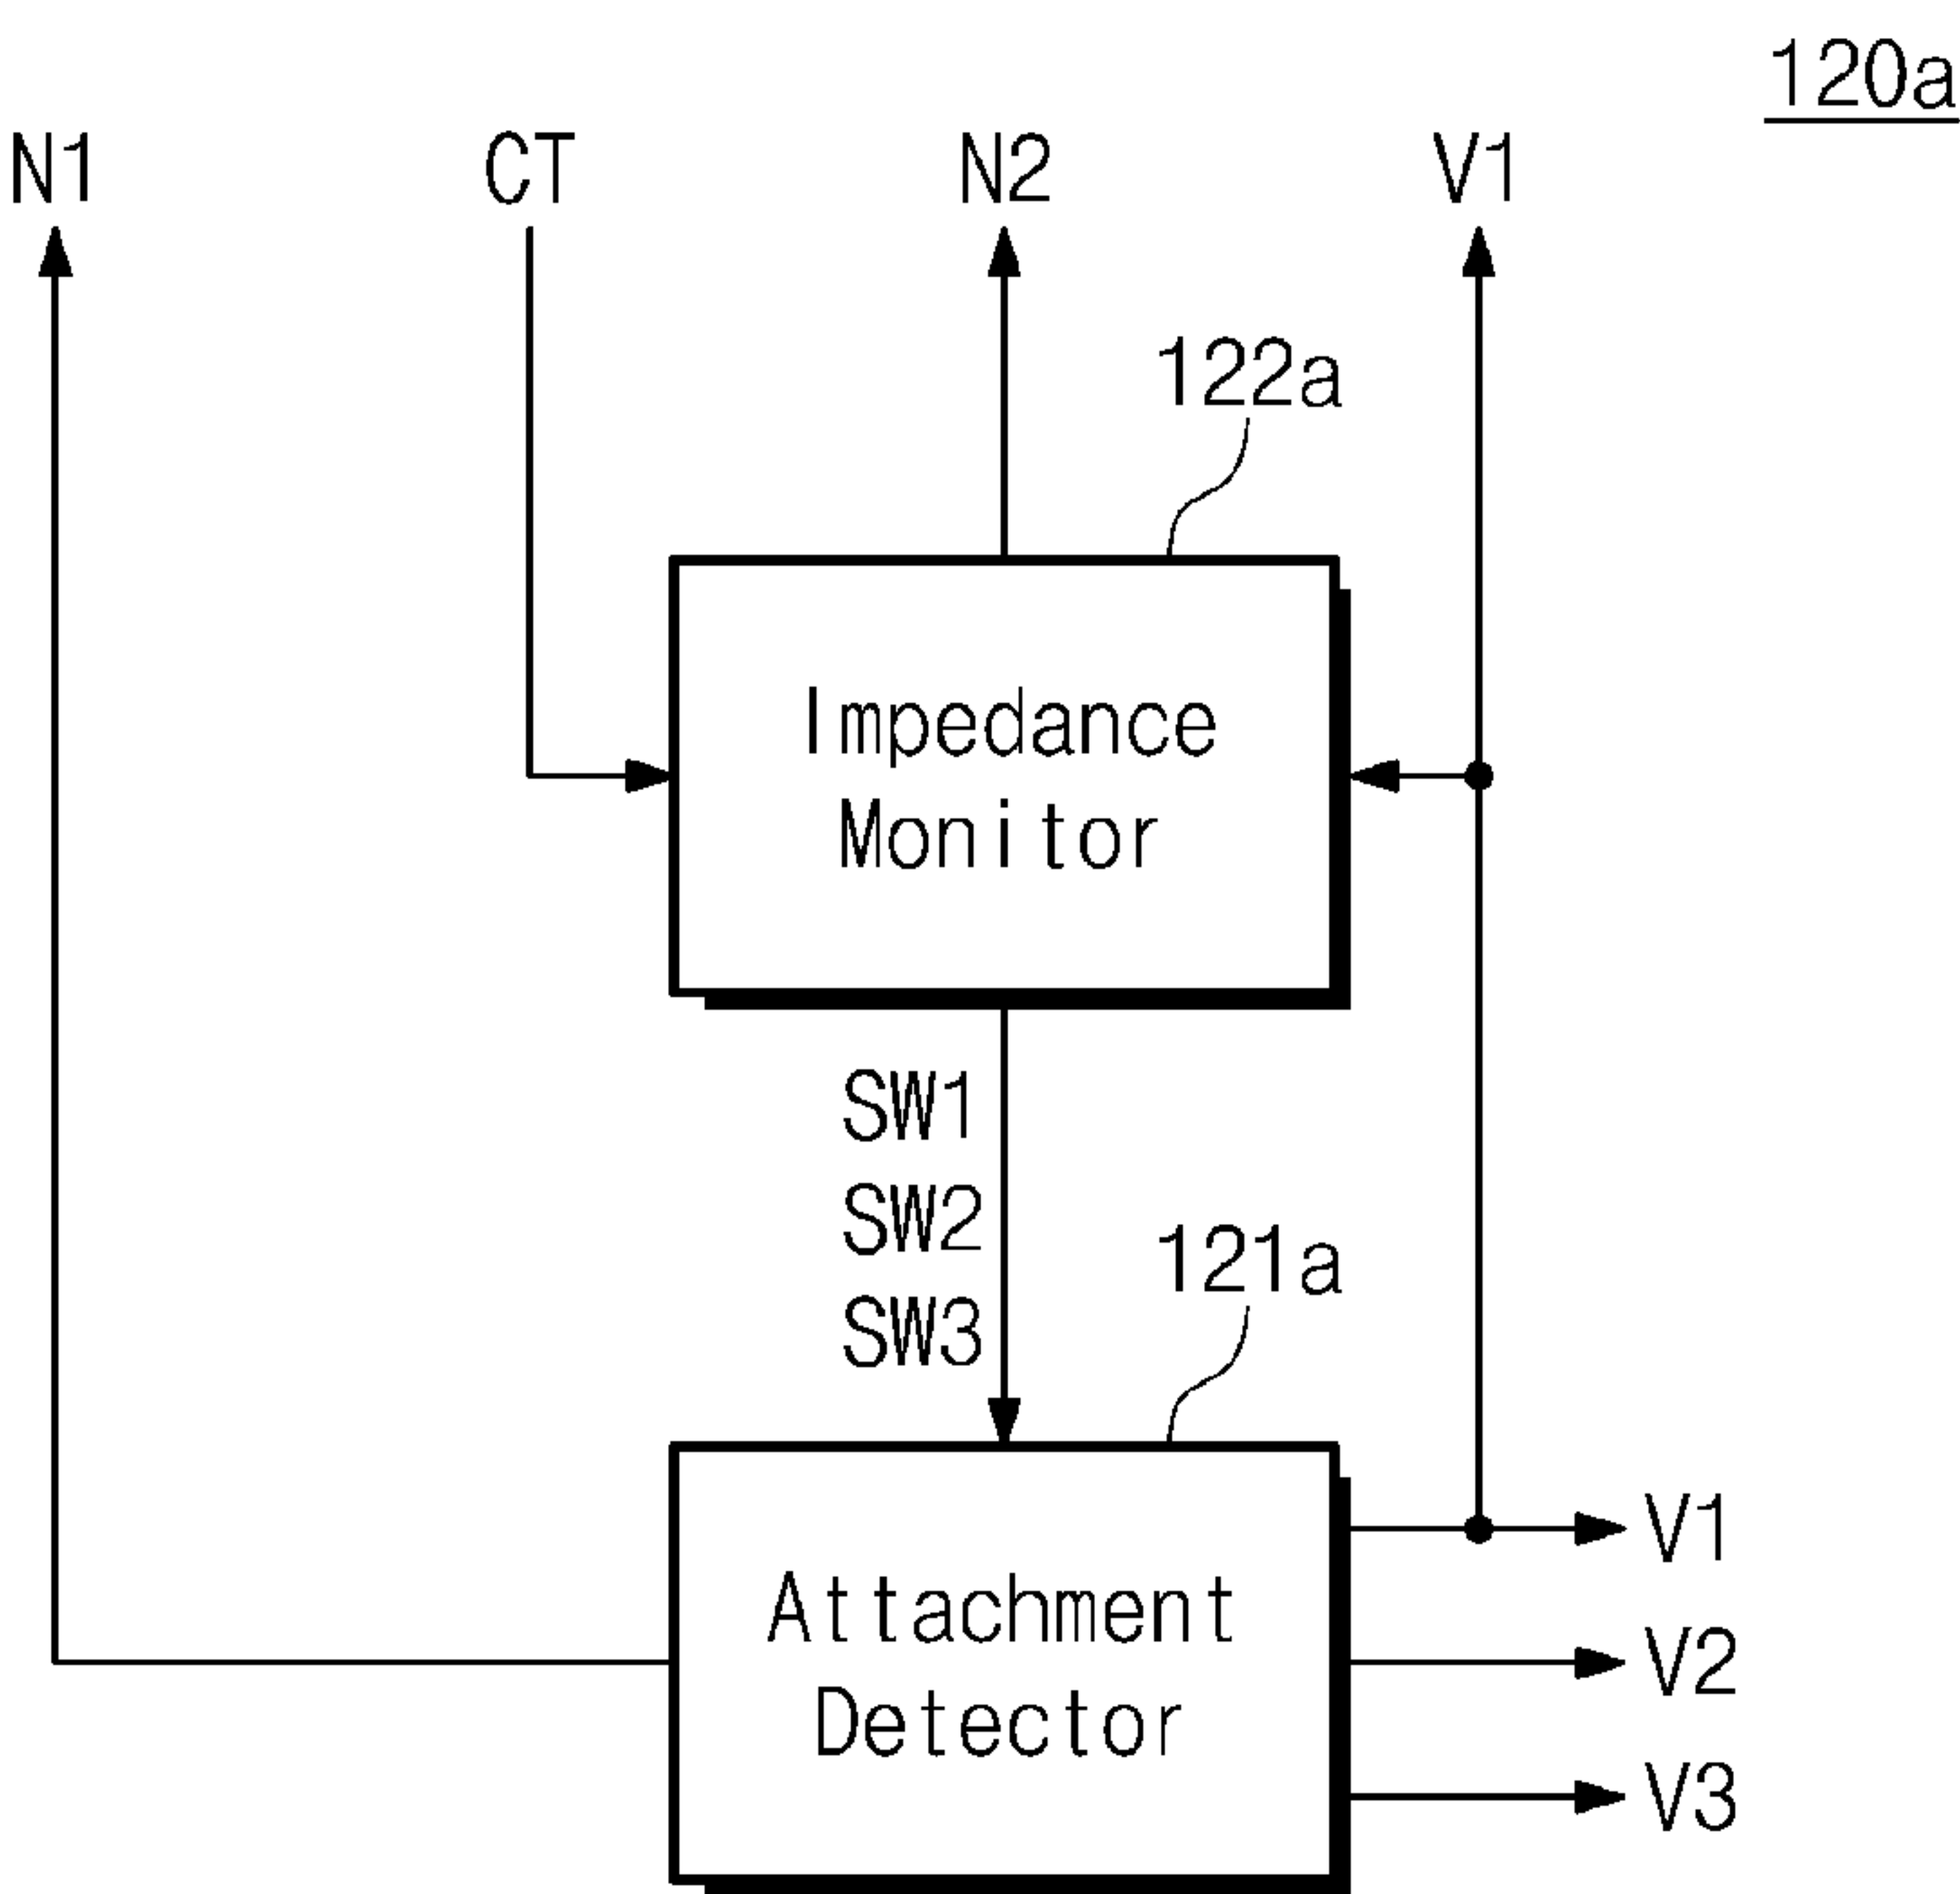 120a
N1
CT
N2
V1
122a
Impedance
Monitor
SW1
SW2
SW3
121a
Attachment
Detector
V1
V2
V3